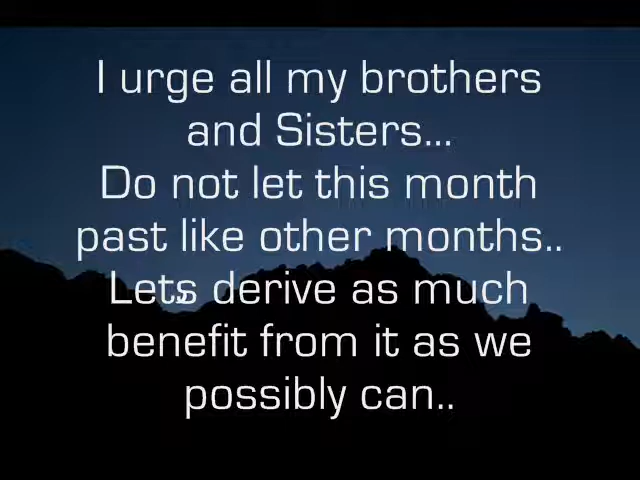 I urge all my brothers
and Sisters...
Do not let this month
past like other months..
Lets derive as much
benefit from it as we
possibly can..